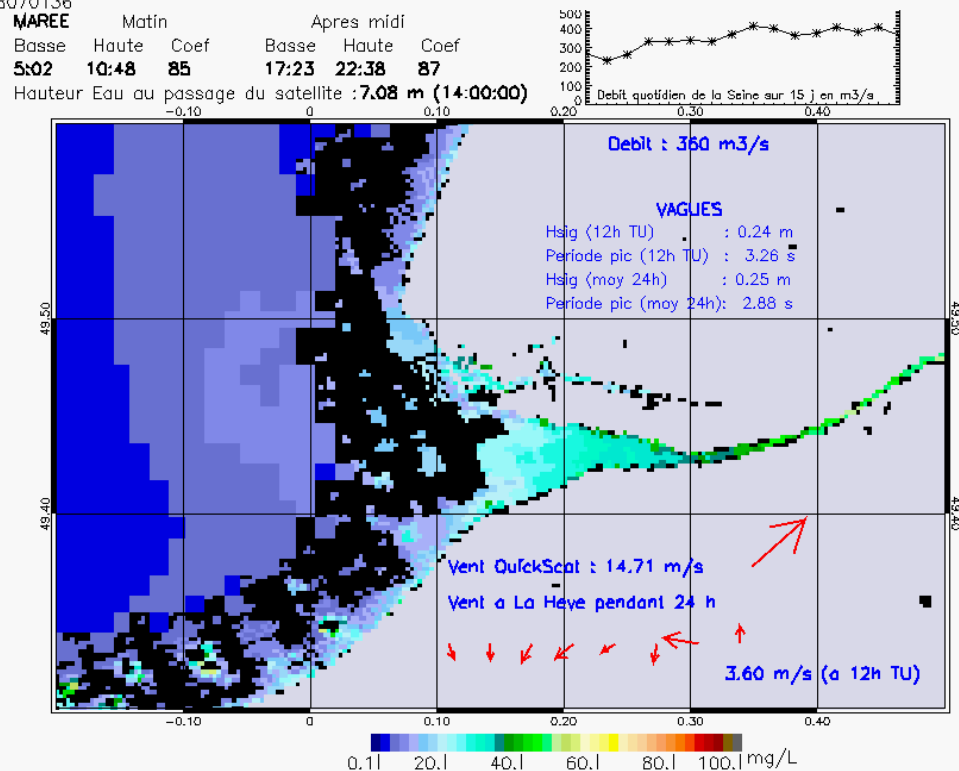 MAREE Matin Apres midi
Basse Haute Coef Basse Haute Coef
5:02 10:48 85 17:23 22:38 87
Hauteur Eau au passage du satellite :7.08 m (14:00:00)
500
400
300
200
100
0
Debit quotidien de la Seine sur 15 j en m3/s
-0.10 0 0.10 0.20 0.30 0.40
Debit : 360 m3/s
VAGUES
Hsig (12h TU) : 0.24 m
Periode pic (12h TU) : 3.26 s
Hsig (moy 24h) : 0.25 m
Periode pic (moy 24h): 2.88 s
49.50 49.50
49.40 49.40
Vent QuickScat : 14.71 m/s
Vent a La Heve pendant 24 h
3.60 m/s (a 12h TU)
-0.10 0 0.10 0.20 0.30 0.40
0.1 20. 40. 60. 80. 100. mg/L